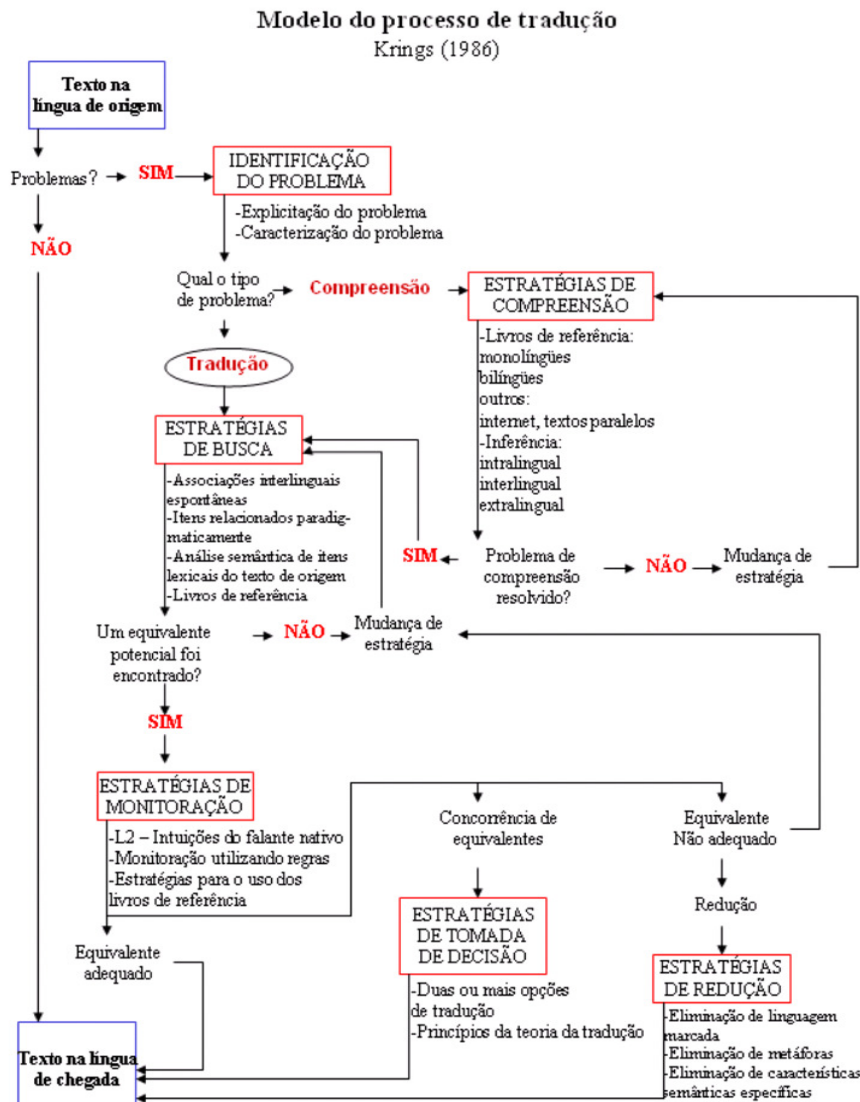 Modelo do processo de tradução
Krings (1986)
Texto na
língua de origem
Problemas?
SIM
IDENTIFICAÇÃO
DO PROBLEMA
NÃO
-Explicitação do problema
-Caracterização do problema
Qual o tipo
de problema?
Compreensão
ESTRATÉGIAS DE
COMPREENSÃO
-Livros de referência:
monolíngües
bilíngües
outros:
internet, textos paralelos
-Inferência:
intralingual
interlingual
extralingual
Tradução
ESTRATÉGIAS
DE BUSCA
-Associações interlinguais
espontâneas
-Itens relacionados paradig-
maticamente
-Análise semântica de itens
lexicais do texto de origem
-Livros de referência
SIM
Problema de
compreensão
resolvido?
NÃO
Mudança de
estratégia
Um equivalente
potencial foi
encontrado?
NÃO
Mudança de
estratégia
SIM
ESTRATÉGIAS DE
MONITORAÇÃO
-L2 – Intuições do falante nativo
-Monitoração utilizando regras
-Estratégias para o uso dos
livros de referência
Concorrência de
equivalentes
Equivalente
Não adequado
Equivalente
adequado
ESTRATÉGIAS
DE TOMADA
DE DECISÃO
-Duas ou mais opções
de tradução
-Princípios da teoria da tradução
Redução
ESTRATÉGIAS
DE REDUÇÃO
-Eliminação de linguagem
marcada
-Eliminação de metáforas
-Eliminação de características
semânticas específicas
Texto na língua
de chegada